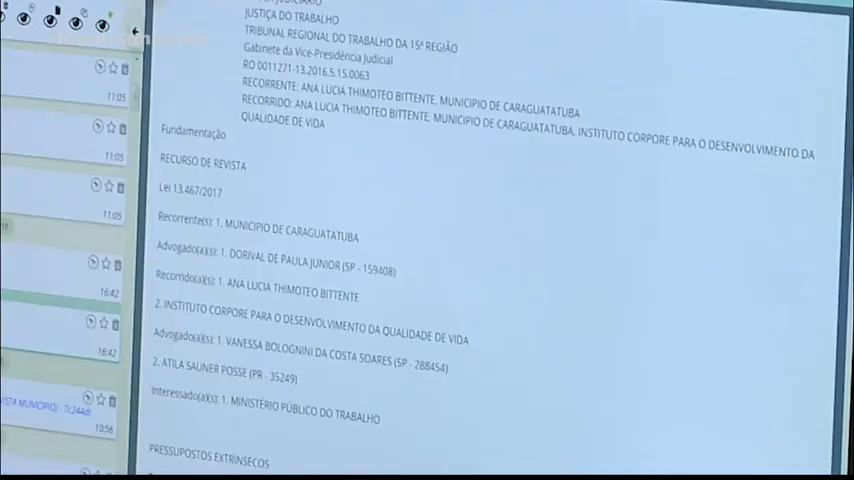 JUSTIÇA DO TRABALHO
TRIBUNAL REGIONAL DO TRABALHO DA 15ª REGIÃO
Gabinete da Vice-Presidência Judicial
RO 0011271-13.2016.5.15.0063
RECORRENTE: ANA LUCIA THIMOTEO BITTENTE, MUNICIPIO DE CARAGUATATUBA
RECORRIDO: ANA LUCIA THIMOTEO BITTENTE, MUNICIPIO DE CARAGUATATUBA, INSTITUTO CORPORE PARA O DESENVOLVIMENTO DA
QUALIDADE DE VIDA
Fundamentação
RECURSO DE REVISTA
Lei 13.467/2017
Recorrente(s): 1. MUNICIPIO DE CARAGUATATUBA
Advogado(a)(s): 1. DORIVAL DE PAULA JUNIOR (SP - 159408)
Recorrido(a)(s): 1. ANA LUCIA THIMOTEO BITTENTE
2. INSTITUTO CORPORE PARA O DESENVOLVIMENTO DA QUALIDADE DE VIDA
Advogado(a)(s): 1. VANESSA BOLOGNINI DA COSTA SOARES (SP - 288454)
2. ATILA SAUNER POSSE (PR - 35249)
Interessado(a)(s): 1. MINISTÉRIO PÚBLICO DO TRABALHO
PRESSUPOSTOS EXTRÍNSECOS
11:05
11:05
11:05
16:42
16:42
VISTA MUNICIPIO) - 7c244dc
10:56